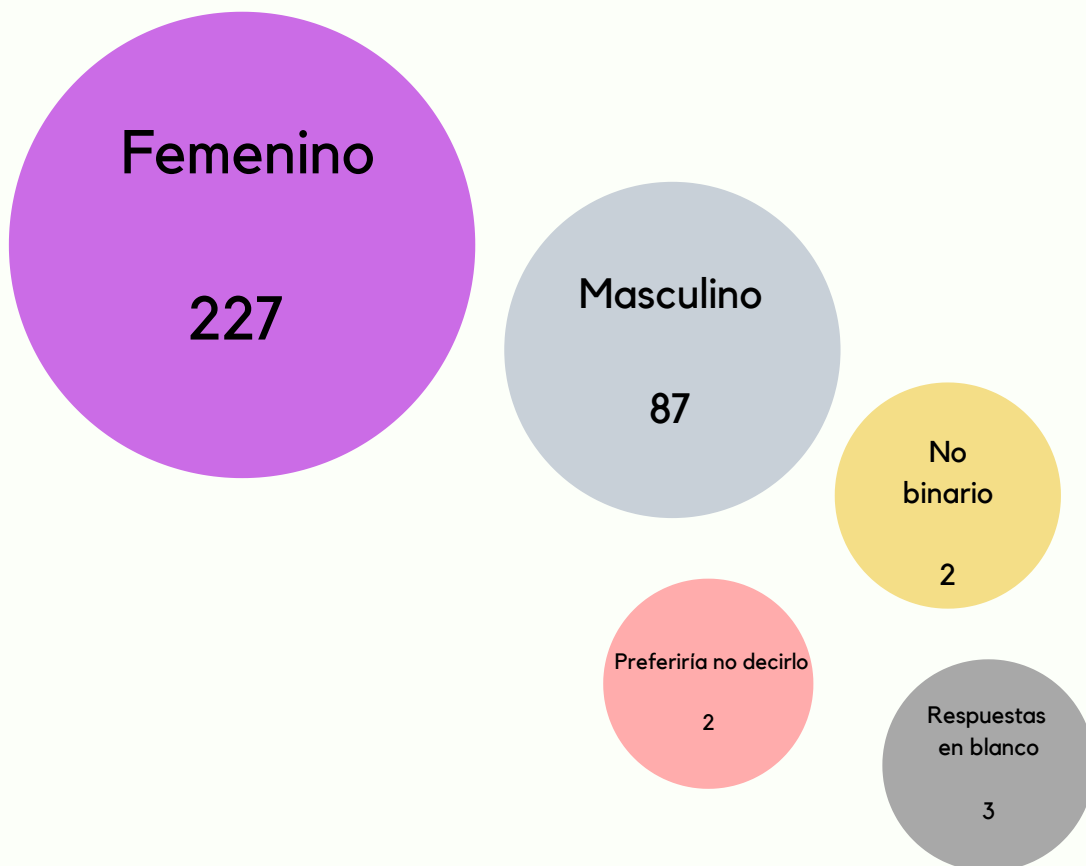 Femenino
227
Masculino
87
No
binario
2
Preferiría no decirlo
2
Respuestas
en blanco
3